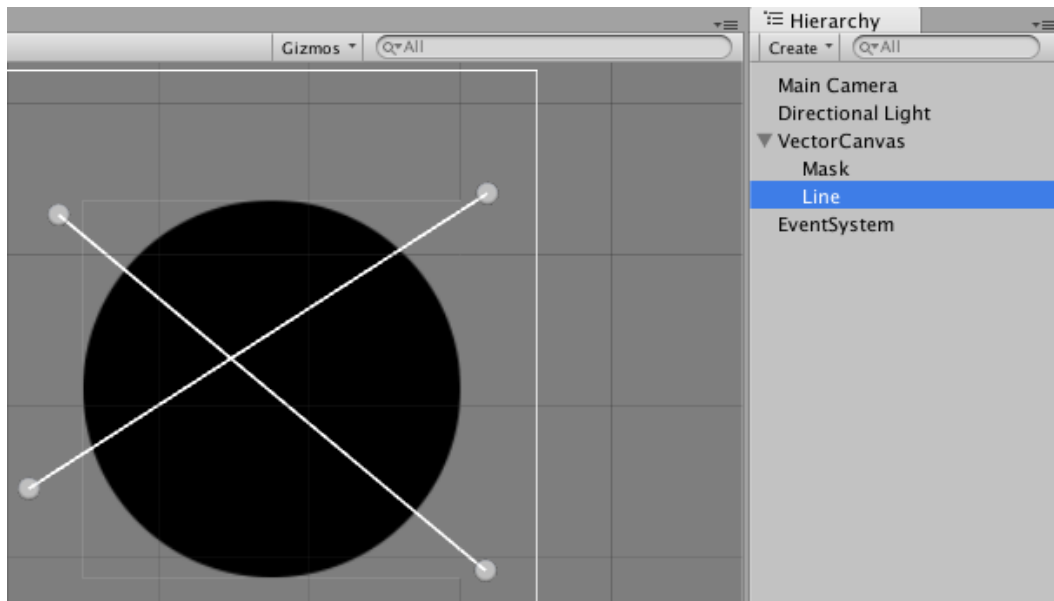 Gizmos
All
Hierarchy
Create
All
Main Camera
Directional Light
VectorCanvas
Mask
Line
EventSystem